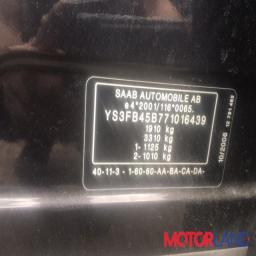 SAAB AUTOMOBILE AB
e4*2001/116*0065.
YS3FB45B771016439
1910 kg
3310 kg
1- 1125 kg
2- 1010 kg
40-11-3 - 1-60-60-AA-BA-CA-DA-
10/2006
MOTORLAND